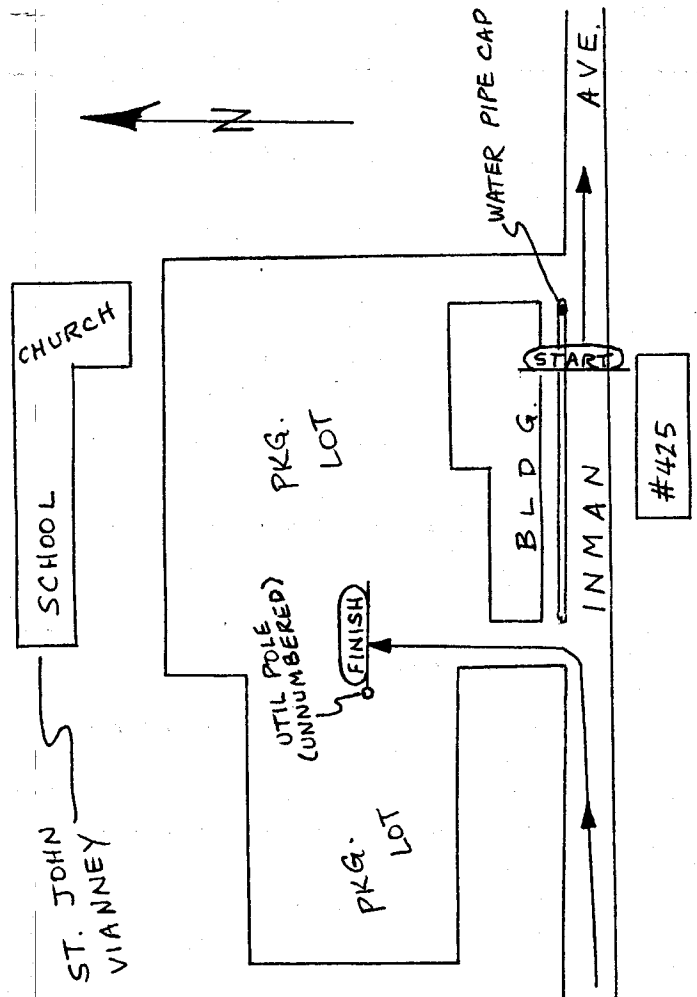 N
WATER PIPE CAP
AVE.
CHURCH
SCHOOL
ST. JOHN
VIANNEY
PKG.
LOT
UTIL POLE
(UNNUMBERED)
FINISH
PKG.
LOT
BLDG.
START
INMAN
#425